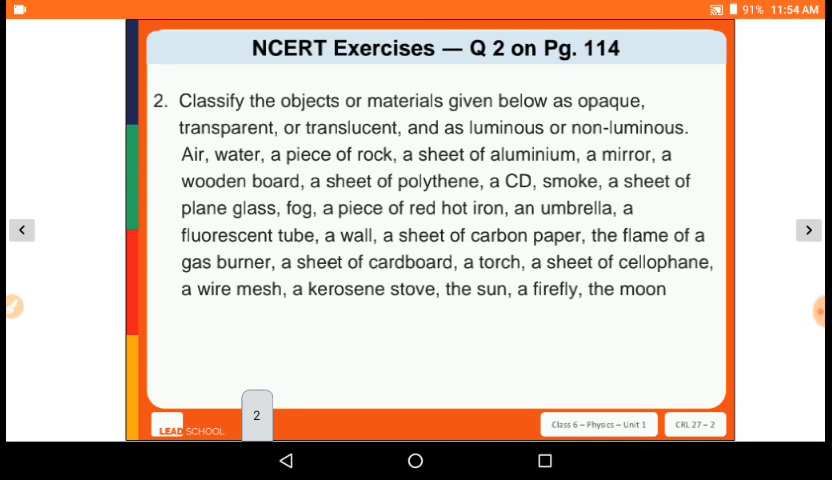 91% 11:54 AM
NCERT Exercises — Q 2 on Pg. 114
2. Classify the objects or materials given below as opaque,
transparent, or translucent, and as luminous or non-luminous.
Air, water, a piece of rock, a sheet of aluminium, a mirror, a
wooden board, a sheet of polythene, a CD, smoke, a sheet of
plane glass, fog, a piece of red hot iron, an umbrella, a
fluorescent tube, a wall, a sheet of carbon paper, the flame of a
gas burner, a sheet of cardboard, a torch, a sheet of cellophane,
a wire mesh, a kerosene stove, the sun, a firefly, the moon
2
LEAD SCHOOL
Class 6 – Physics – Unit 1
CRL 27 – 2